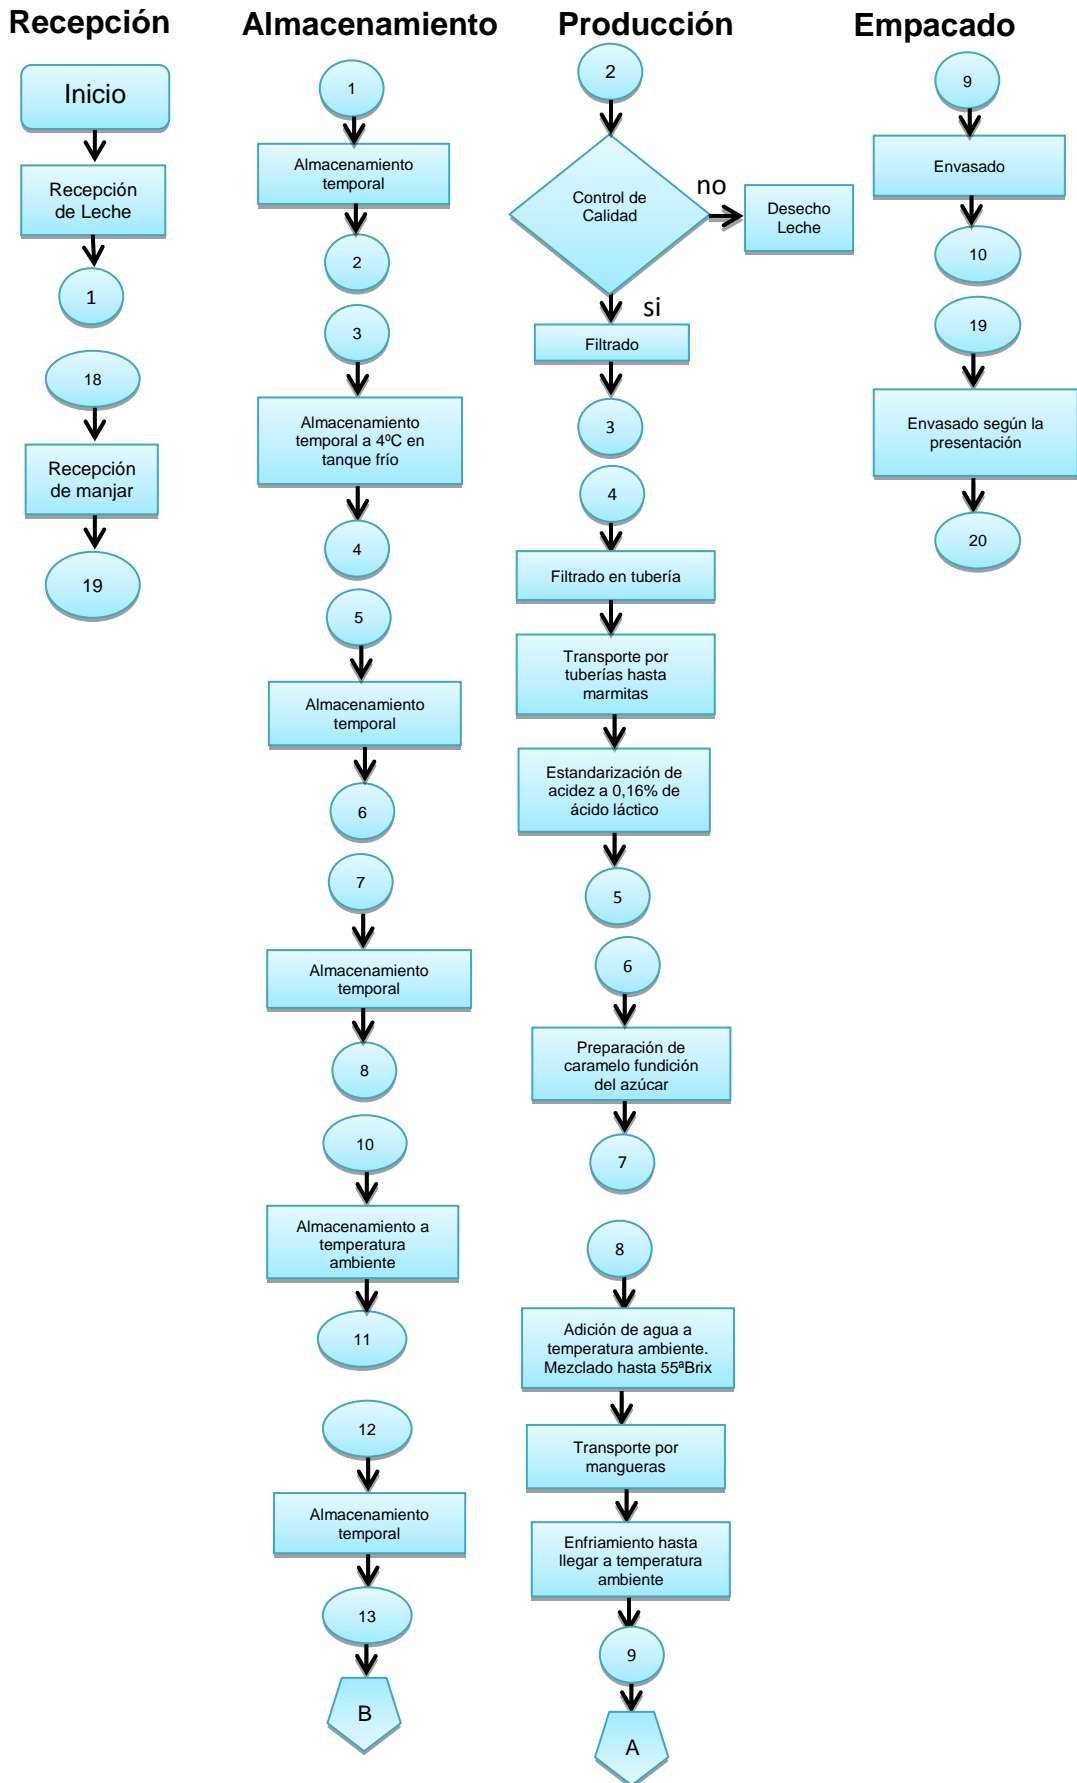 Recepción
Inicio
Recepción
de Leche
1
18
Recepción
de manjar
19
Almacenamiento
1
Almacenamiento
temporal
2
3
Almacenamiento
temporal a 4ºC en
tanque frío
4
5
Almacenamiento
temporal
6
7
Almacenamiento
temporal
8
10
Almacenamiento a
temperatura
ambiente
11
12
Almacenamiento
temporal
13
B
Producción
2
Control de
Calidad
no
Desecho
Leche
si
Filtrado
3
4
Filtrado en tubería
Transporte por
tuberías hasta
marmitas
Estandarización de
acidez a 0,16% de
ácido láctico
5
6
Preparación de
caramelo fundición
del azúcar
7
8
Adición de agua a
temperatura ambiente.
Mezclado hasta 55ªBrix
Transporte por
mangueras
Enfriamiento hasta
llegar a temperatura
ambiente
9
A
Empacado
9
Envasado
10
19
Envasado según la
presentación
20